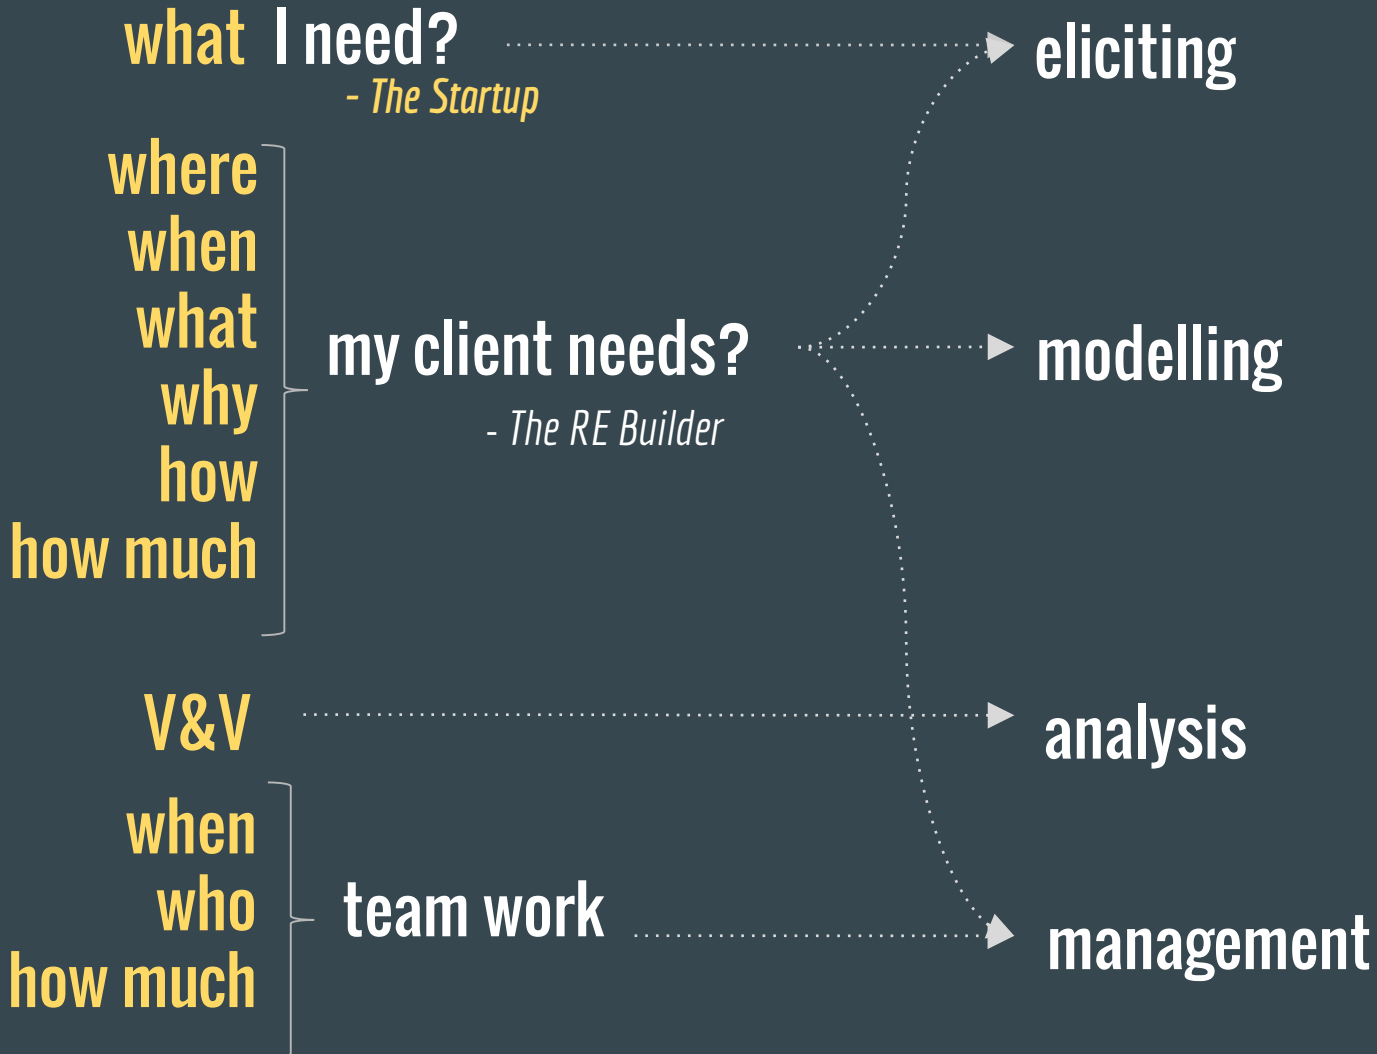 what I need?
- The Startup
eliciting
where
when
what
why
how
how much
my client needs?
- The RE Builder
modelling
V&V
analysis
when
who
how much
team work
management